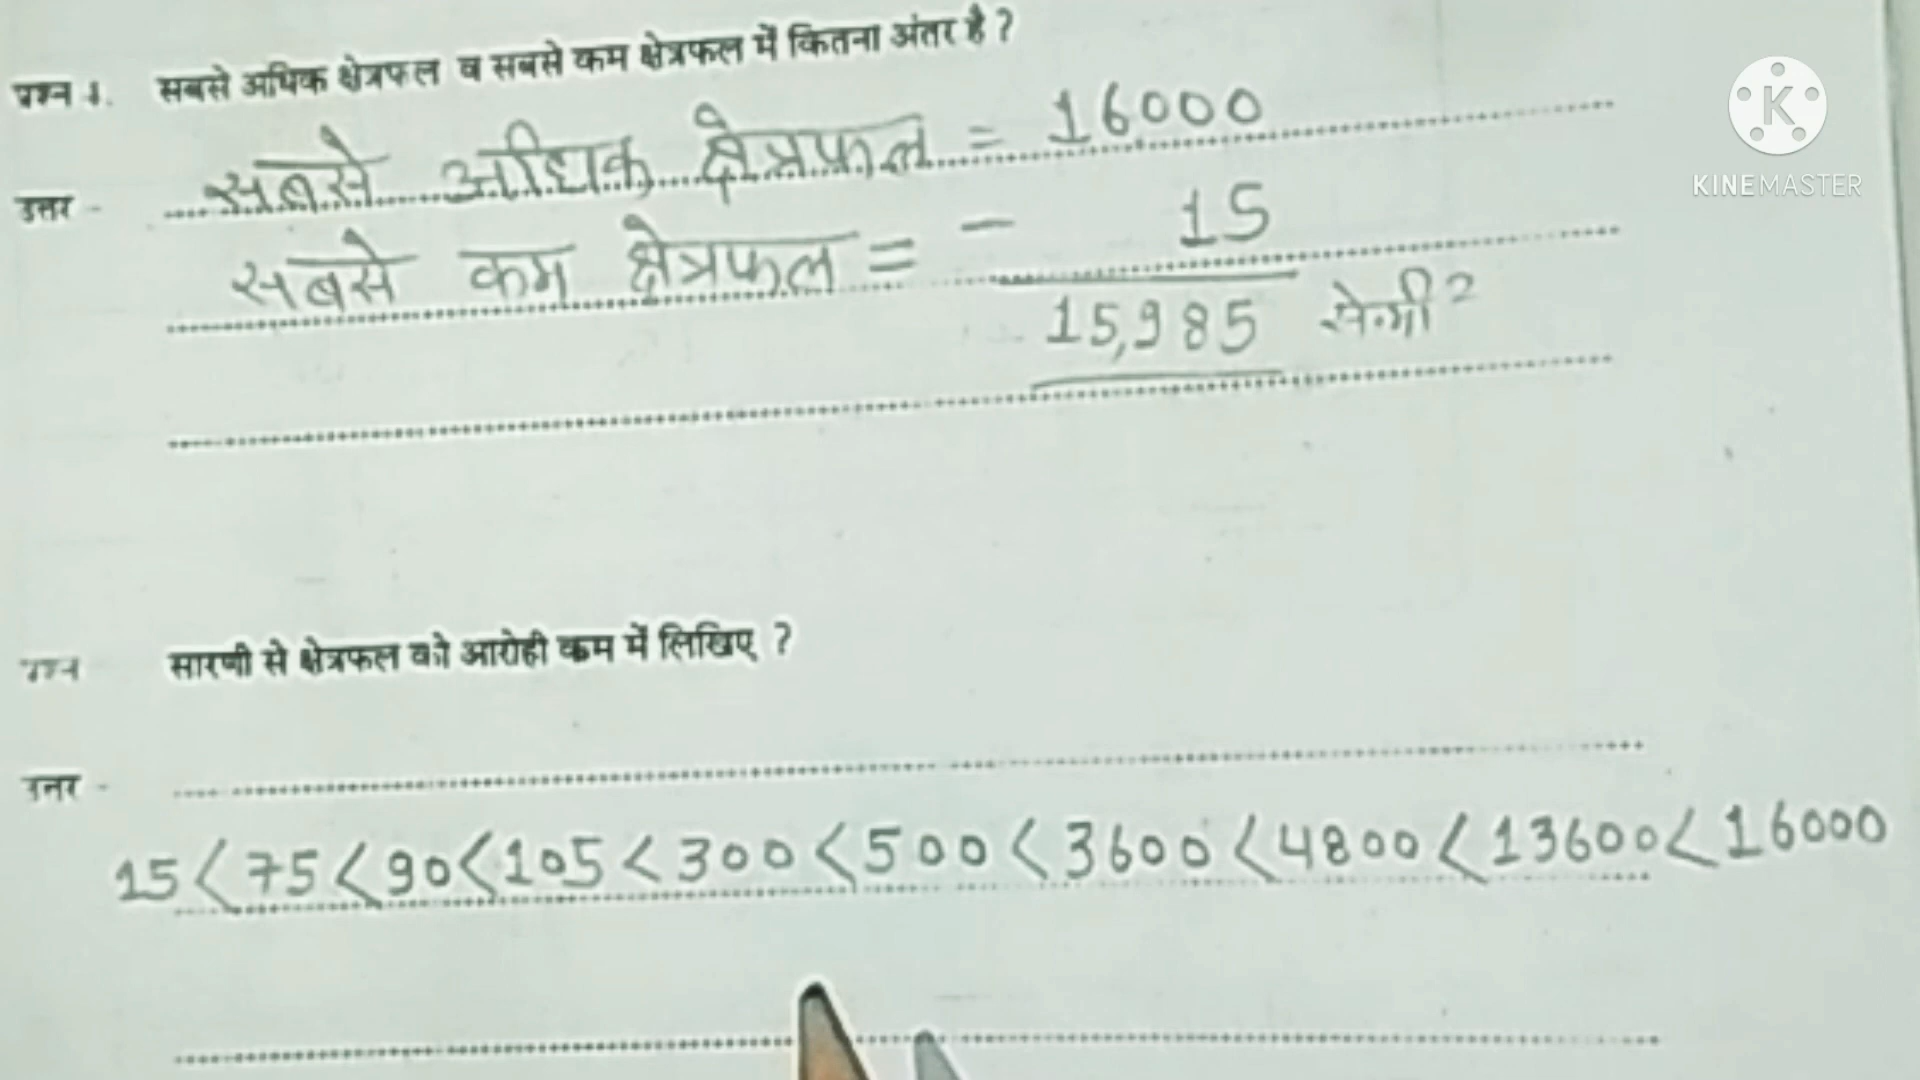 प्रश्न 4. सबसे अधिक क्षेत्रफल व सबसे कम क्षेत्रफल में कितना अंतर है ?
उत्तर - सबसे अधिक क्षेत्रफल = 16000
सबसे कम क्षेत्रफल = - 15
15,985 सेमी²
प्रश्न सारणी से क्षेत्रफल को आरोही क्रम में लिखिए ?
उत्तर -
15 < 75 < 90 < 105 < 300 < 500 < 3600 < 4800 < 13600 < 16000
KINEMASTER